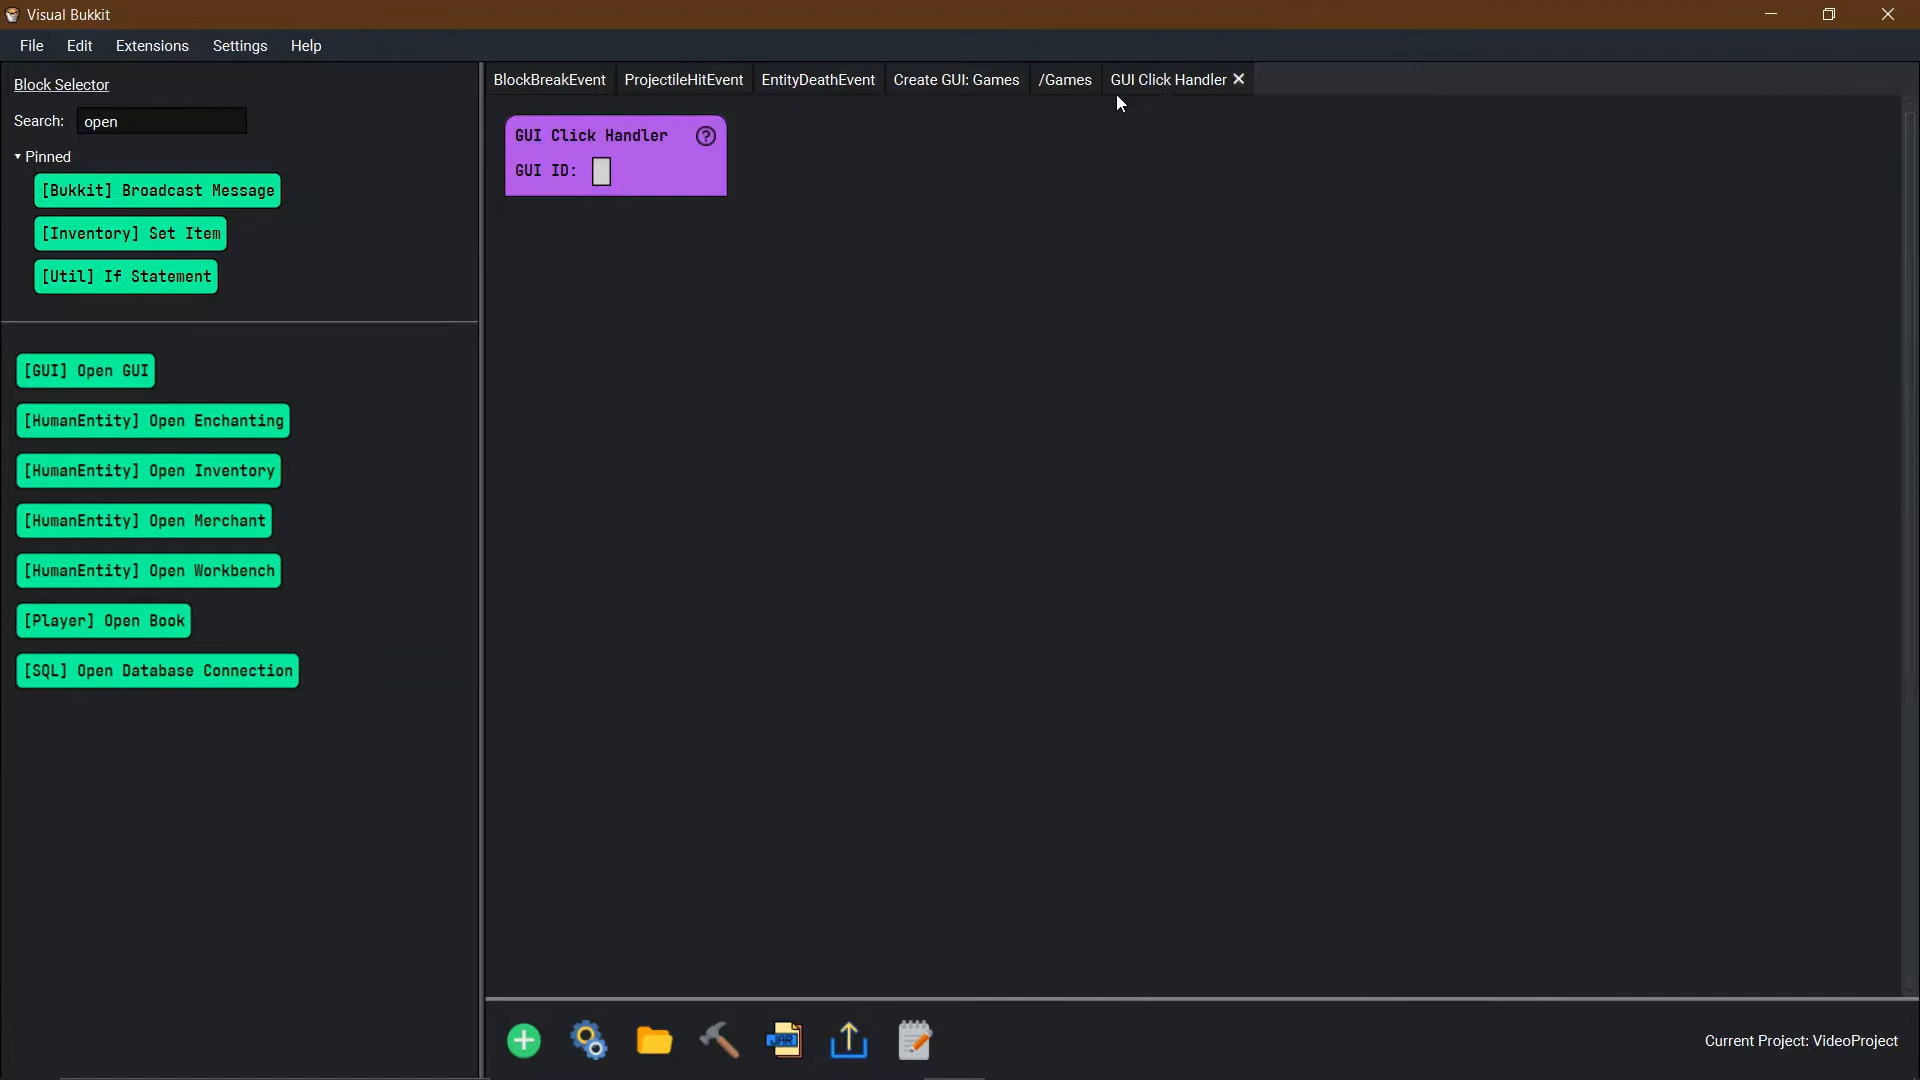 Visual Bukkit
File Edit Extensions Settings Help
Block Selector
Search: open
Pinned
[Bukkit] Broadcast Message
[Inventory] Set Item
[Util] If Statement
[GUI] Open GUI
[HumanEntity] Open Enchanting
[HumanEntity] Open Inventory
[HumanEntity] Open Merchant
[HumanEntity] Open Workbench
[Player] Open Book
[SQL] Open Database Connection
BlockBreakEvent ProjectileHitEvent EntityDeathEvent Create GUI: Games /Games GUI Click Handler
GUI Click Handler
GUI ID:
JAR
Current Project: VideoProject